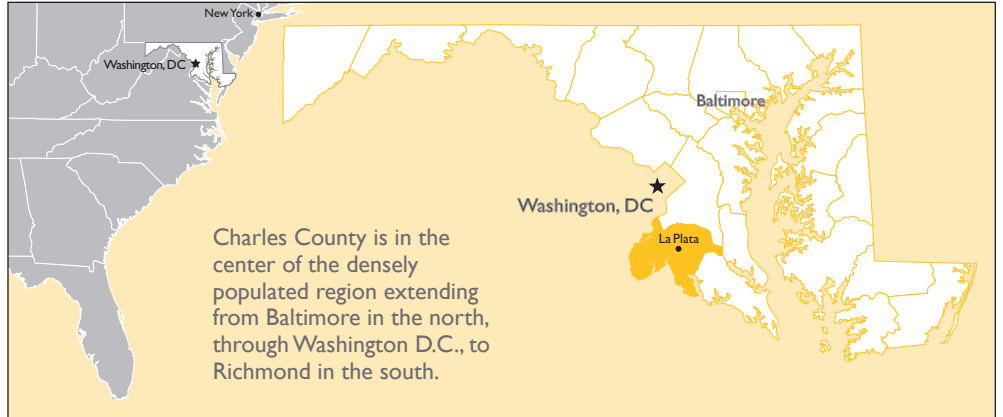 New York
Washington, DC
Baltimore
Washington, DC
La Plata
Charles County is in the
center of the densely
populated region extending
from Baltimore in the north,
through Washington D.C., to
Richmond in the south.